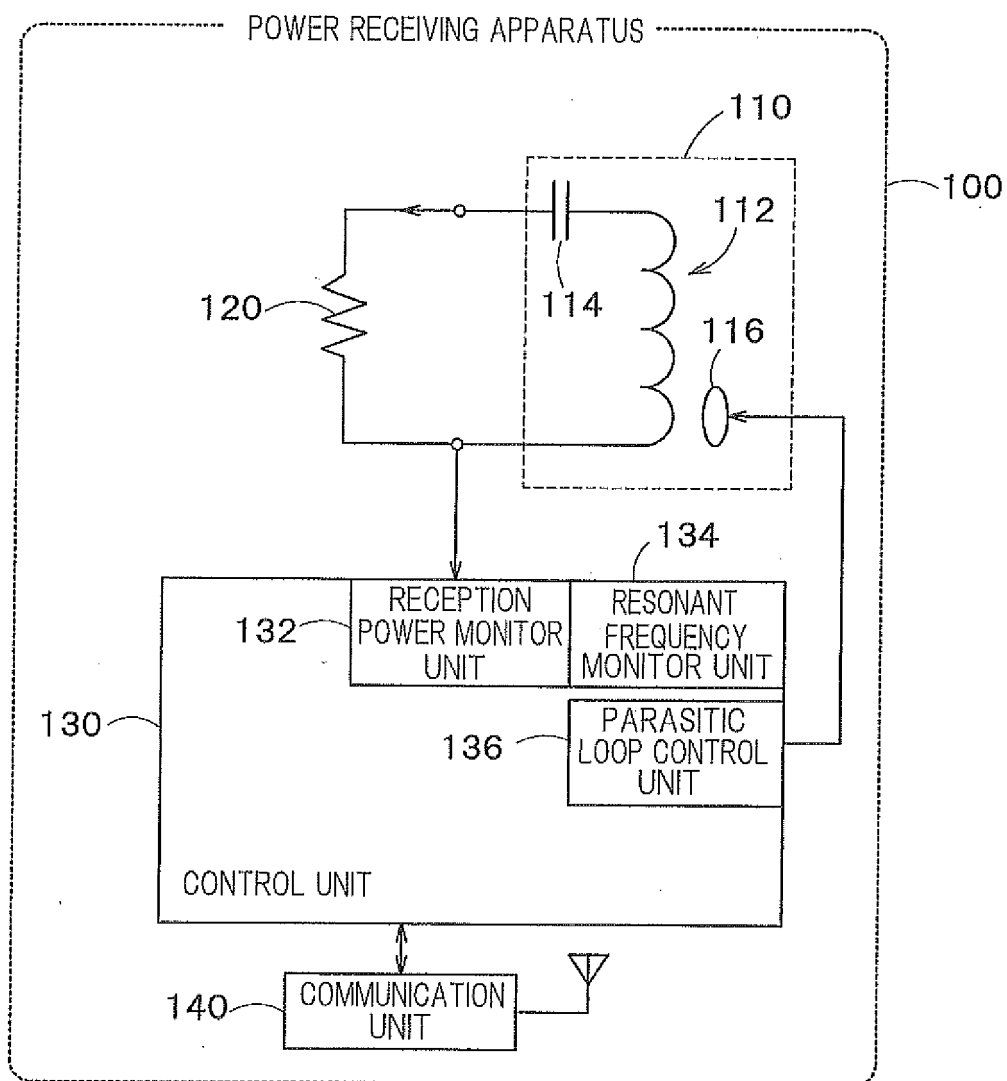 POWER RECEIVING APPARATUS
110
100
112
114
120
116
134
RECEPTION
POWER MONITOR
UNIT
132
RESONANT
FREQUENCY
MONITOR UNIT
130
136
PARASITIC
LOOP CONTROL
UNIT
CONTROL UNIT
140
COMMUNICATION
UNIT